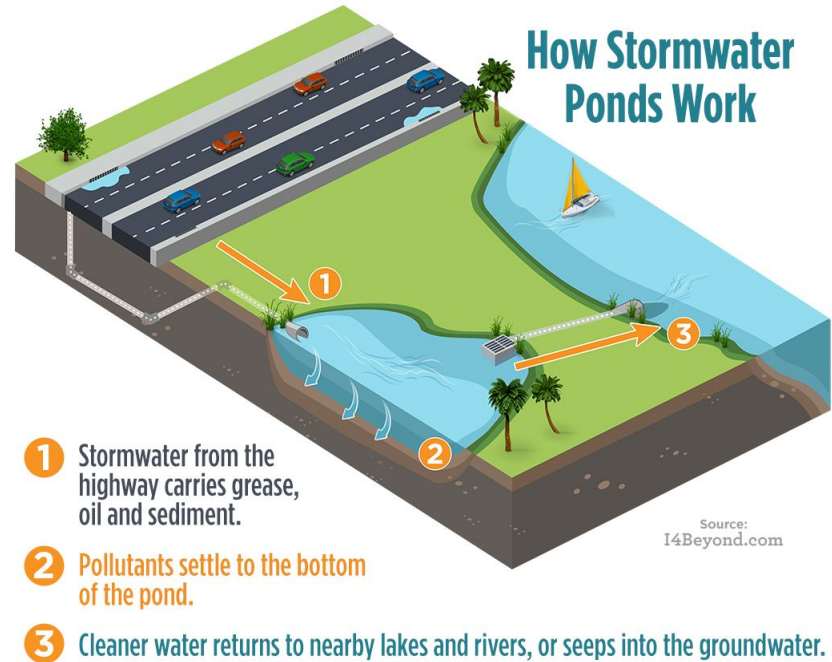 How Stormwater
Ponds Work
1
3
2
1 Stormwater from the
highway carries grease,
oil and sediment.
Source:
I4Beyond.com
2 Pollutants settle to the bottom
of the pond.
3 Cleaner water returns to nearby lakes and rivers, or seeps into the groundwater.